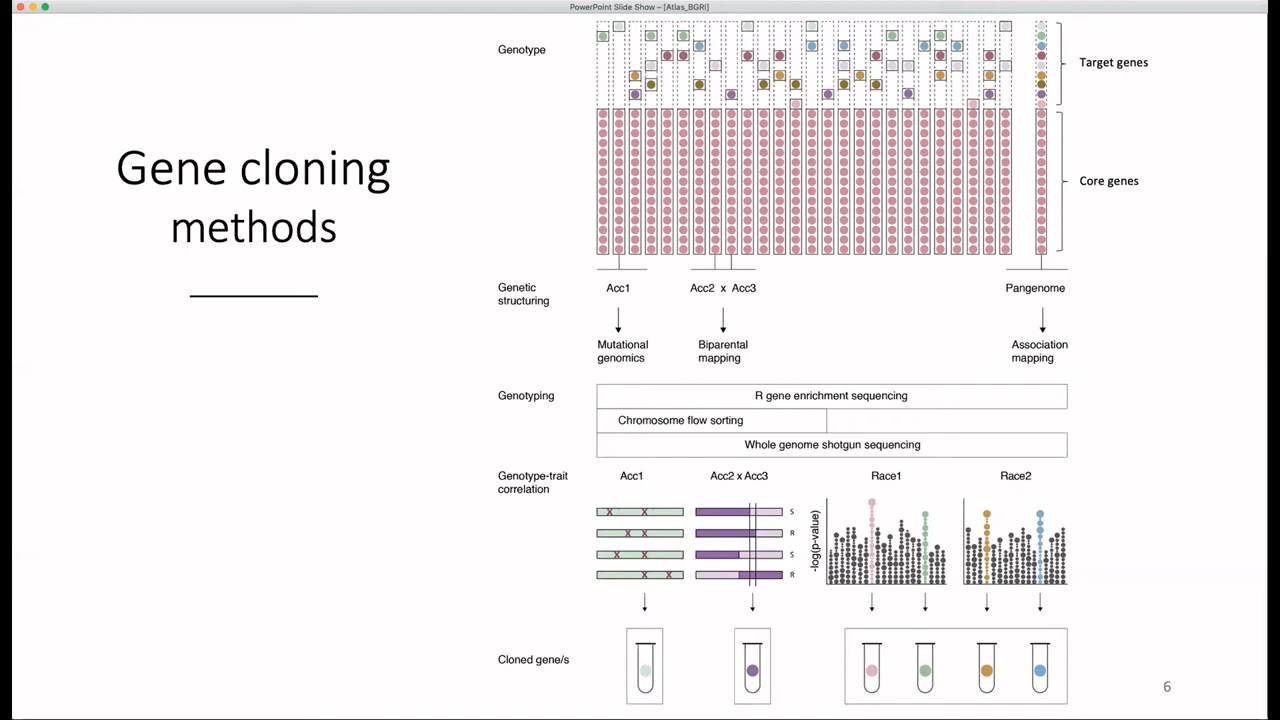 PowerPoint Slide Show – [Atlas_BGRI]
Gene cloning
methods
Genotype
Target genes
Core genes
Genetic
structuring
Acc1
Acc2 x Acc3
Pangenome
Mutational
genomics
Biparental
mapping
Association
mapping
Genotyping
R gene enrichment sequencing
Chromosome flow sorting
Whole genome shotgun sequencing
Genotype-trait
correlation
Acc1
Acc2 x Acc3
Race1
Race2
X X
X X
X X
X X
S
R
S
R
-log(p-value)
Cloned gene/s
6